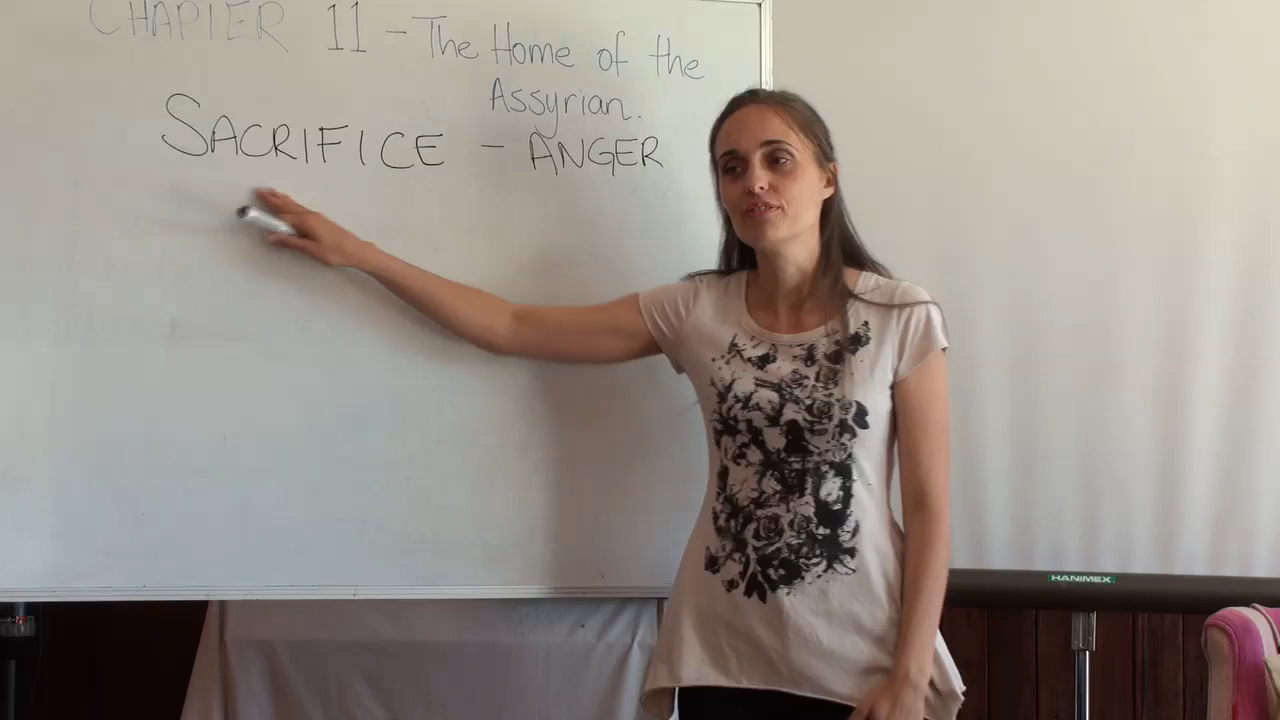 CHAPTER 11 - The Home of the
Assyrian.
SACRIFICE - ANGER
HANIMEX